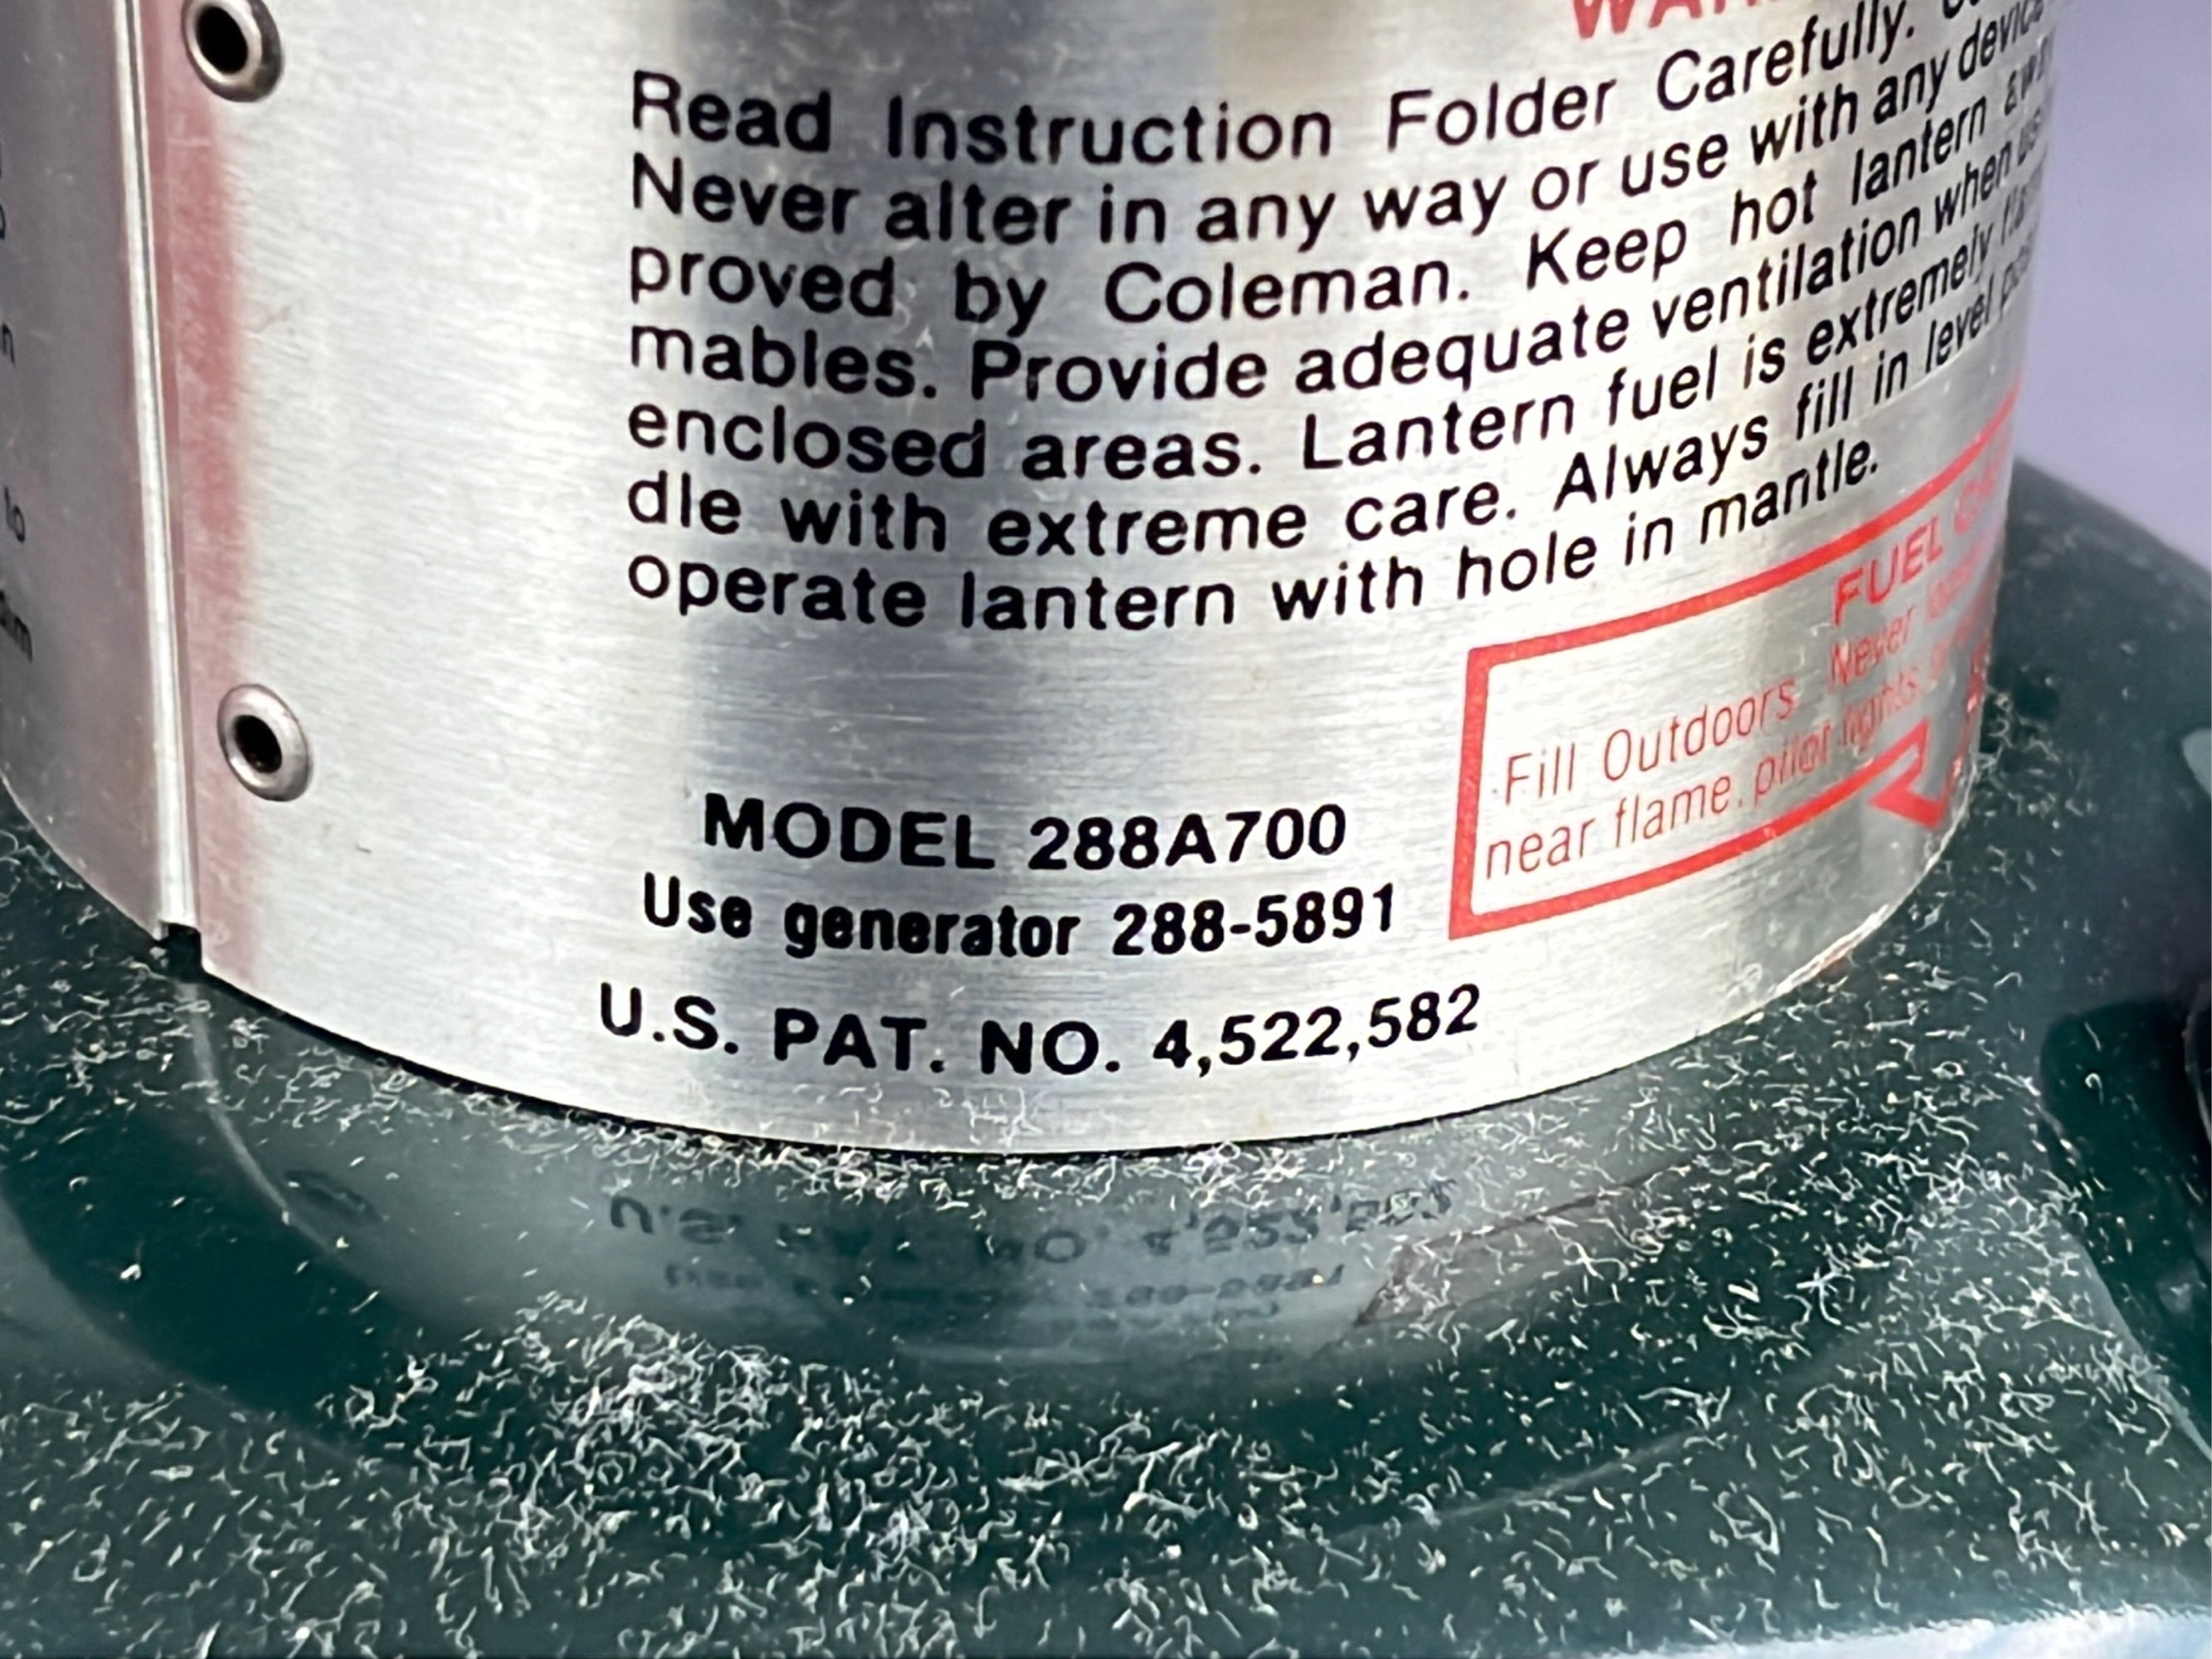 Read Instruction Folder Carefully.
Never alter in any way or use with any device
proved by Coleman. Keep hot lantern
mables. Provide adequate ventilation when
enclosed areas. Lantern fuel is extremely
dle with extreme care. Always fill in level
operate lantern with hole in mantle.
FUEL
Fill Outdoors. Never
near flame, pilot lights,
MODEL 288A700
Use generator 288-5891
U.S. PAT. NO. 4,522,582